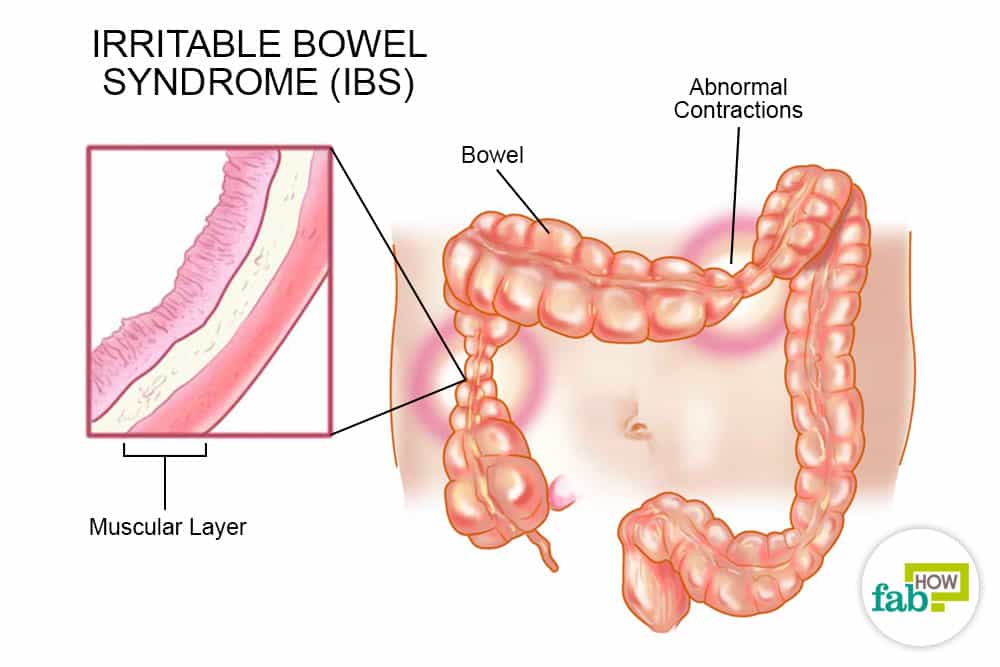 IRRITABLE BOWEL
SYNDROME (IBS)
Abnormal
Contractions
Bowel
Muscular Layer
HOW
fab